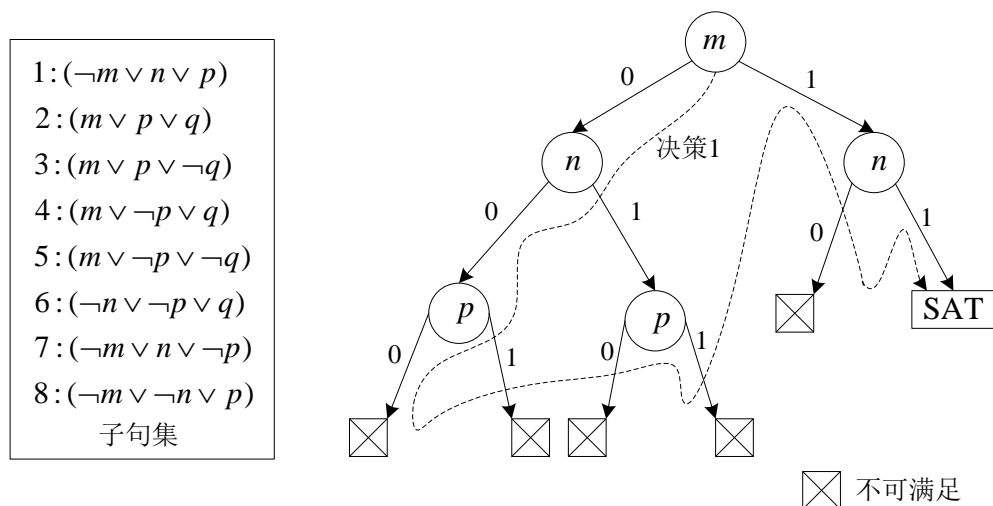 1:(¬m∨n∨p)
2:(m∨p∨q)
3:(m∨p∨¬q)
4:(m∨¬p∨q)
5:(m∨¬p∨¬q)
6:(¬n∨¬p∨q)
7:(¬m∨n∨¬p)
8:(¬m∨¬n∨p)
子句集
m
0
1
n
决策1
n
0
1
0
1
p
p
SAT
0
1
0
1
不可满足